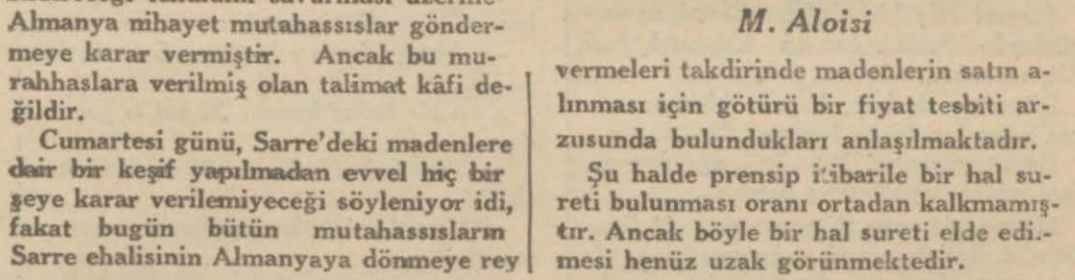 Almanya nihayet mutahassıslar gönder-
meye karar vermiştir. Ancak bu mu-
rahhaslara verilmiş olan talimat kâfi de-
ğildir.
Cumartesi günü, Sarre'deki madenlere
dair bir keşif yapılmadan evvel hiç bir
şeye karar verilemiyeceği söyleniyor idi,
fakat bugün bütün mutahassısların
Sarre ehalisinin Almanyaya dönmeye rey
M. Aloisi
vermeleri takdirinde madenlerin satın a-
lınması için götürü bir fiyat tesbiti ar-
zusunda bulundukları anlaşılmaktadır.
Şu halde prensip itibarile bir hal su-
reti bulunması oranı ortadan kalkmamış-
tır. Ancak böyle bir hal sureti elde edil-
mesi henüz uzak görünmektedir.